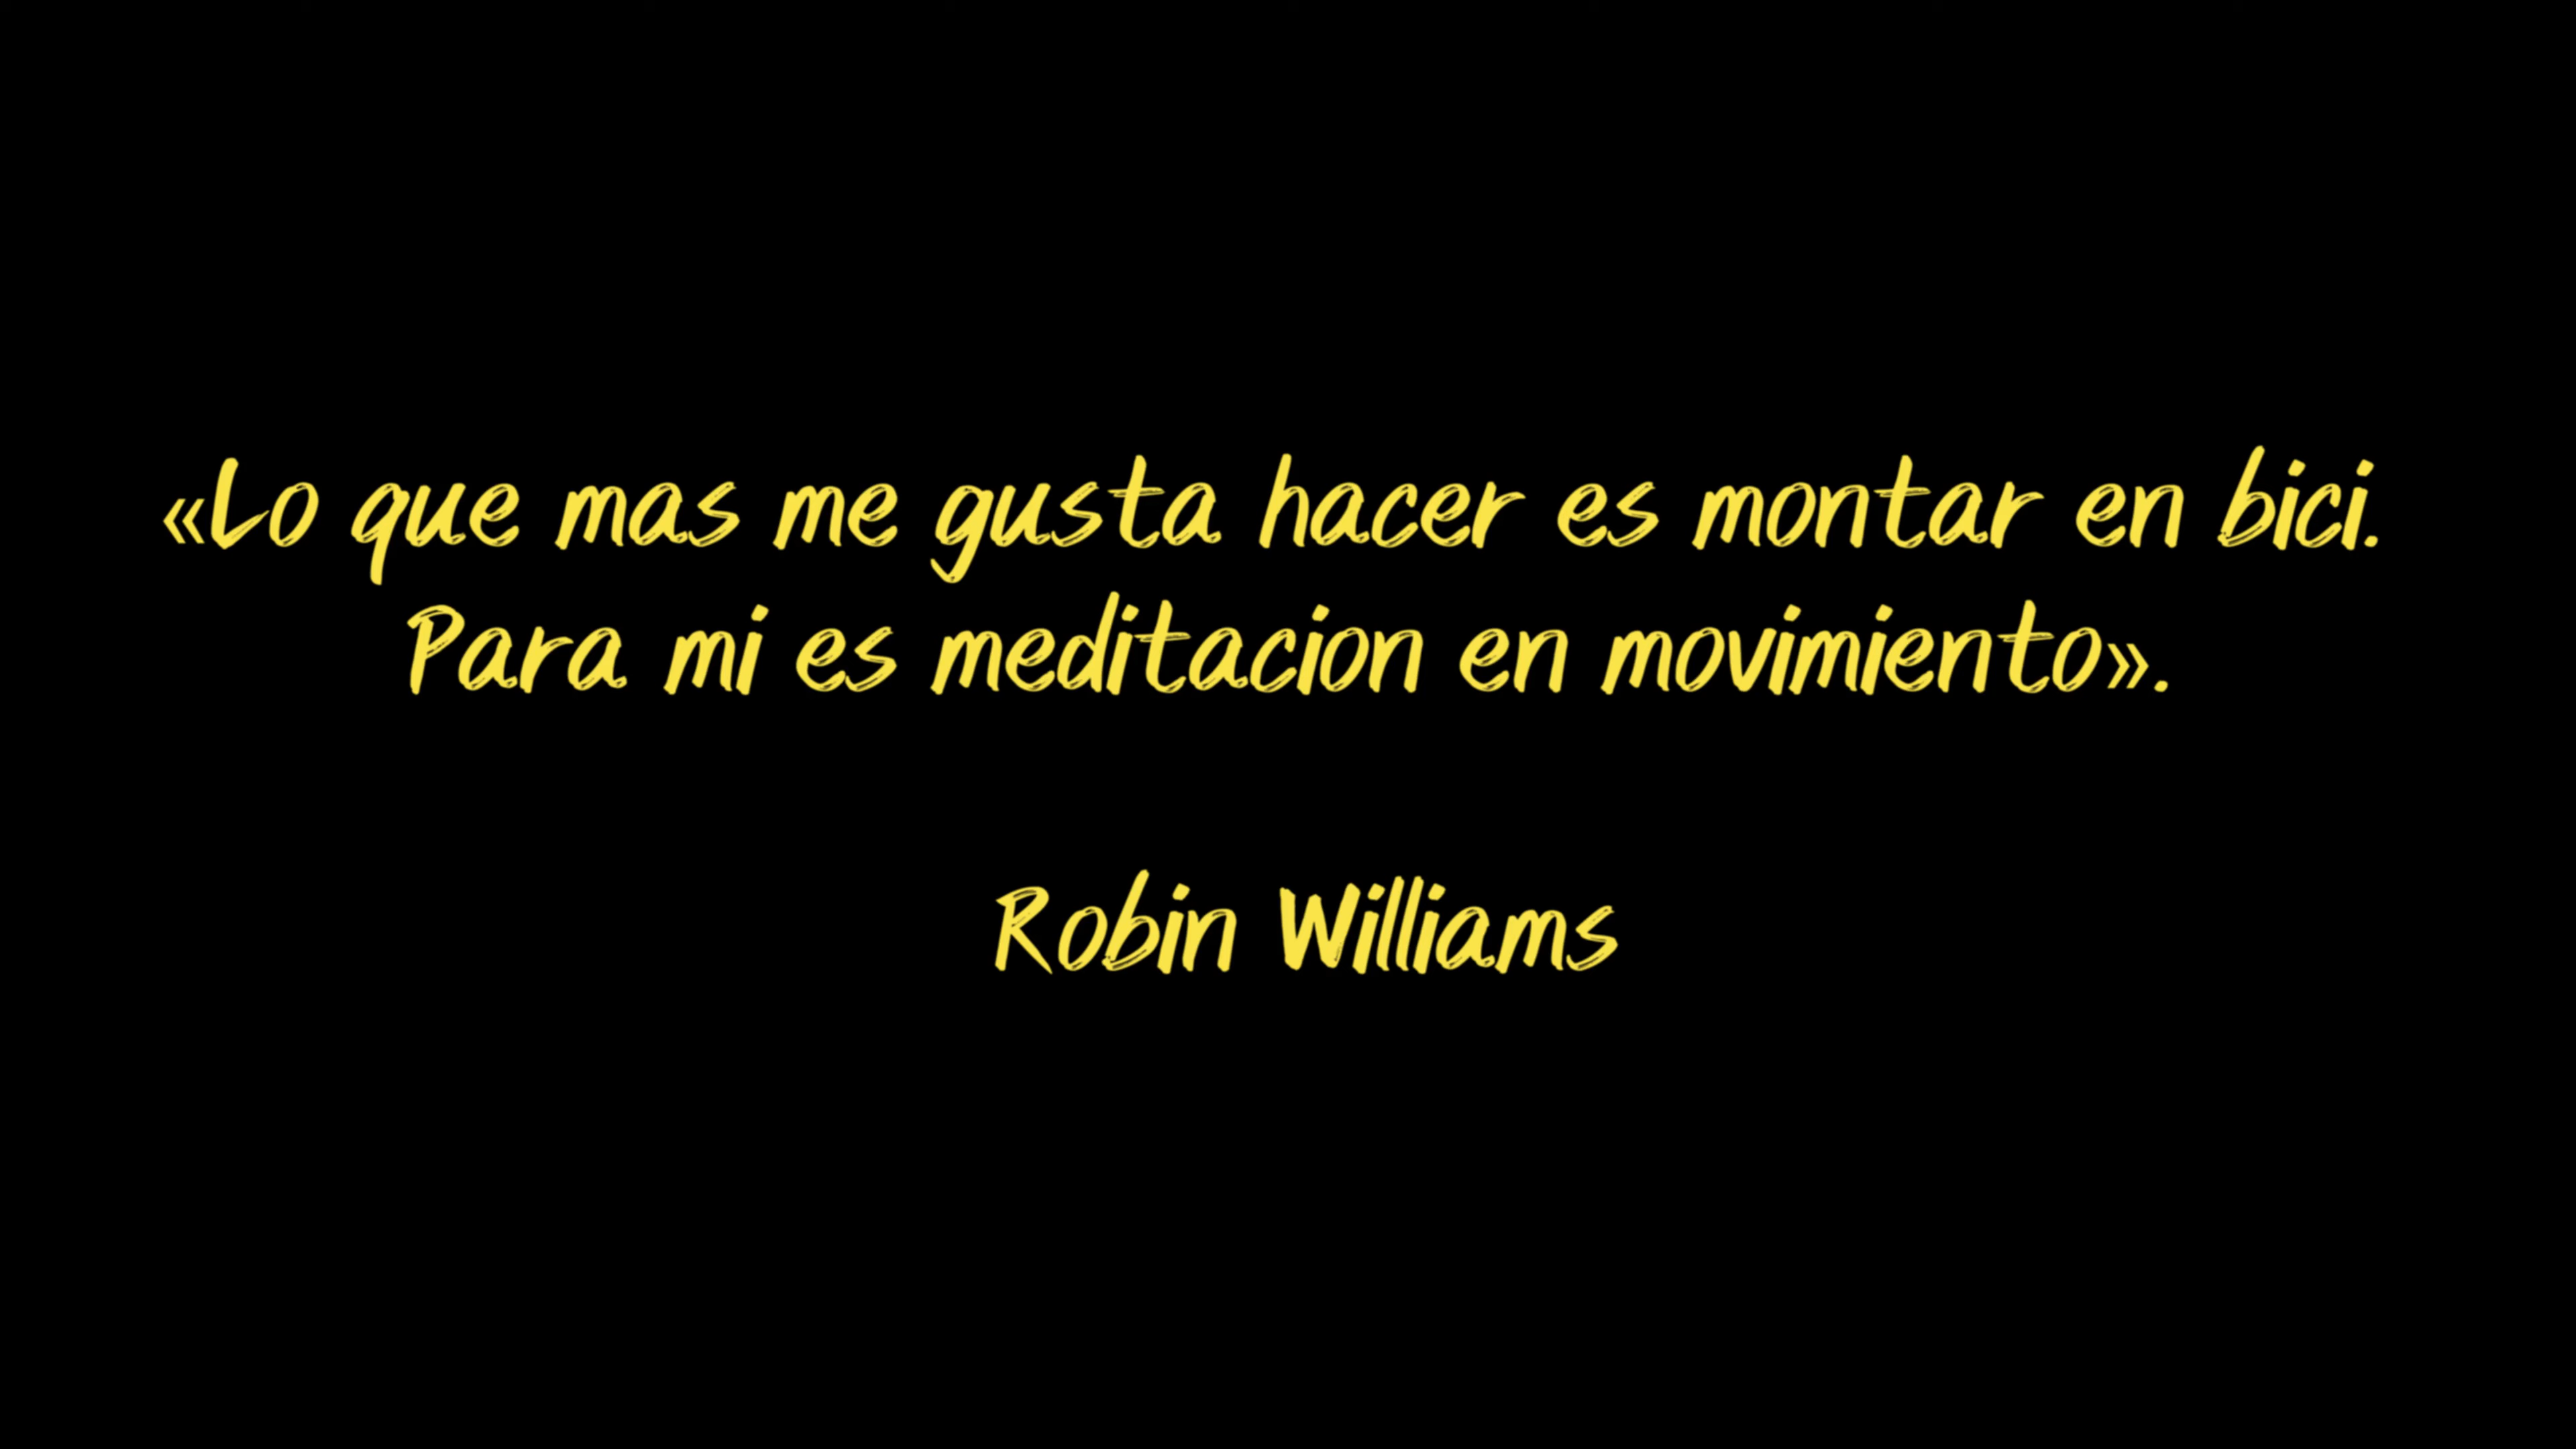 «Lo que mas me gusta hacer es montar en bici.
Para mi es meditacion en movimiento».
Robin Williams